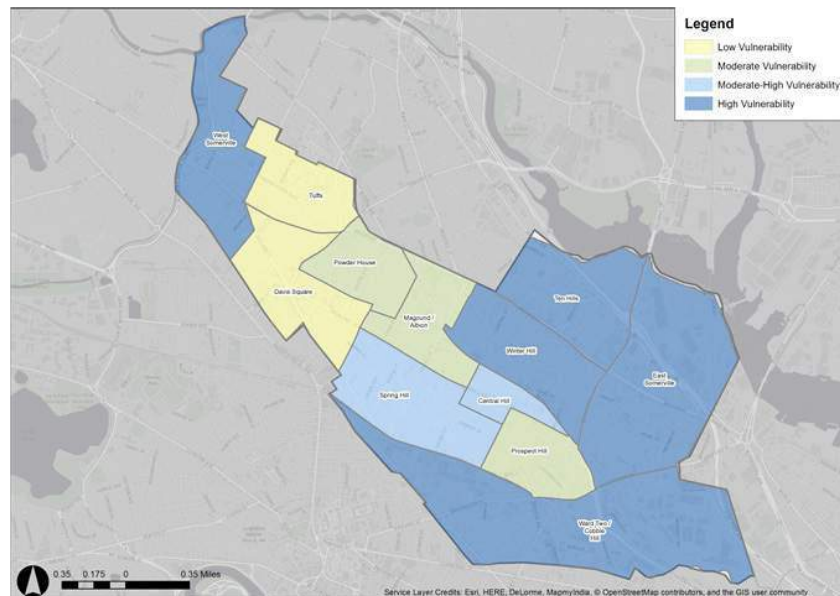 Legend
Low Vulnerability
Moderate Vulnerability
Moderate-High Vulnerability
High Vulnerability
West
Somerville
Tufts
Powder House
Davis Square
Magound /
Albion
Ten Hills
Winter Hill
East
Somerville
Spring Hill
Central Hill
Prospect Hill
Ward Two /
Cobble
Hill
0.35 0.175 0 0.35 Miles
Service Layer Credits: Esri, HERE, DeLorme, MapmyIndia, © OpenStreetMap contributors, and the GIS user community